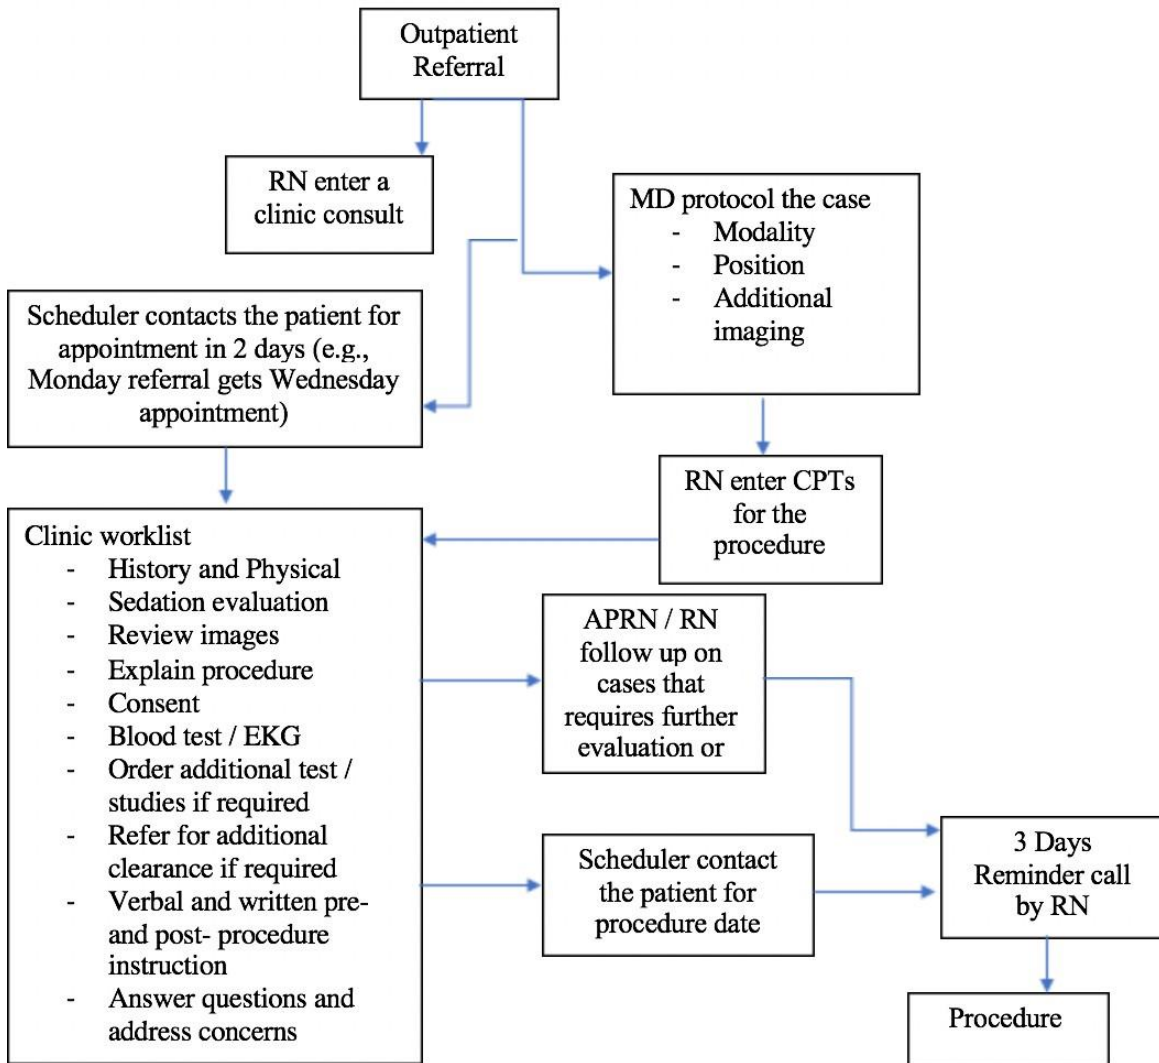 Outpatient
Referral
RN enter a
clinic consult
MD protocol the case
- Modality
- Position
- Additional
imaging
Scheduler contacts the patient for
appointment in 2 days (e.g.,
Monday referral gets Wednesday
appointment)
RN enter CPTs
for the
procedure
Clinic worklist
- History and Physical
- Sedation evaluation
- Review images
- Explain procedure
- Consent
- Blood test / EKG
- Order additional test /
studies if required
- Refer for additional
clearance if required
- Verbal and written pre-
and post- procedure
instruction
- Answer questions and
address concerns
APRN / RN
follow up on
cases that
requires further
evaluation or
Scheduler contact
the patient for
procedure date
3 Days
Reminder call
by RN
Procedure